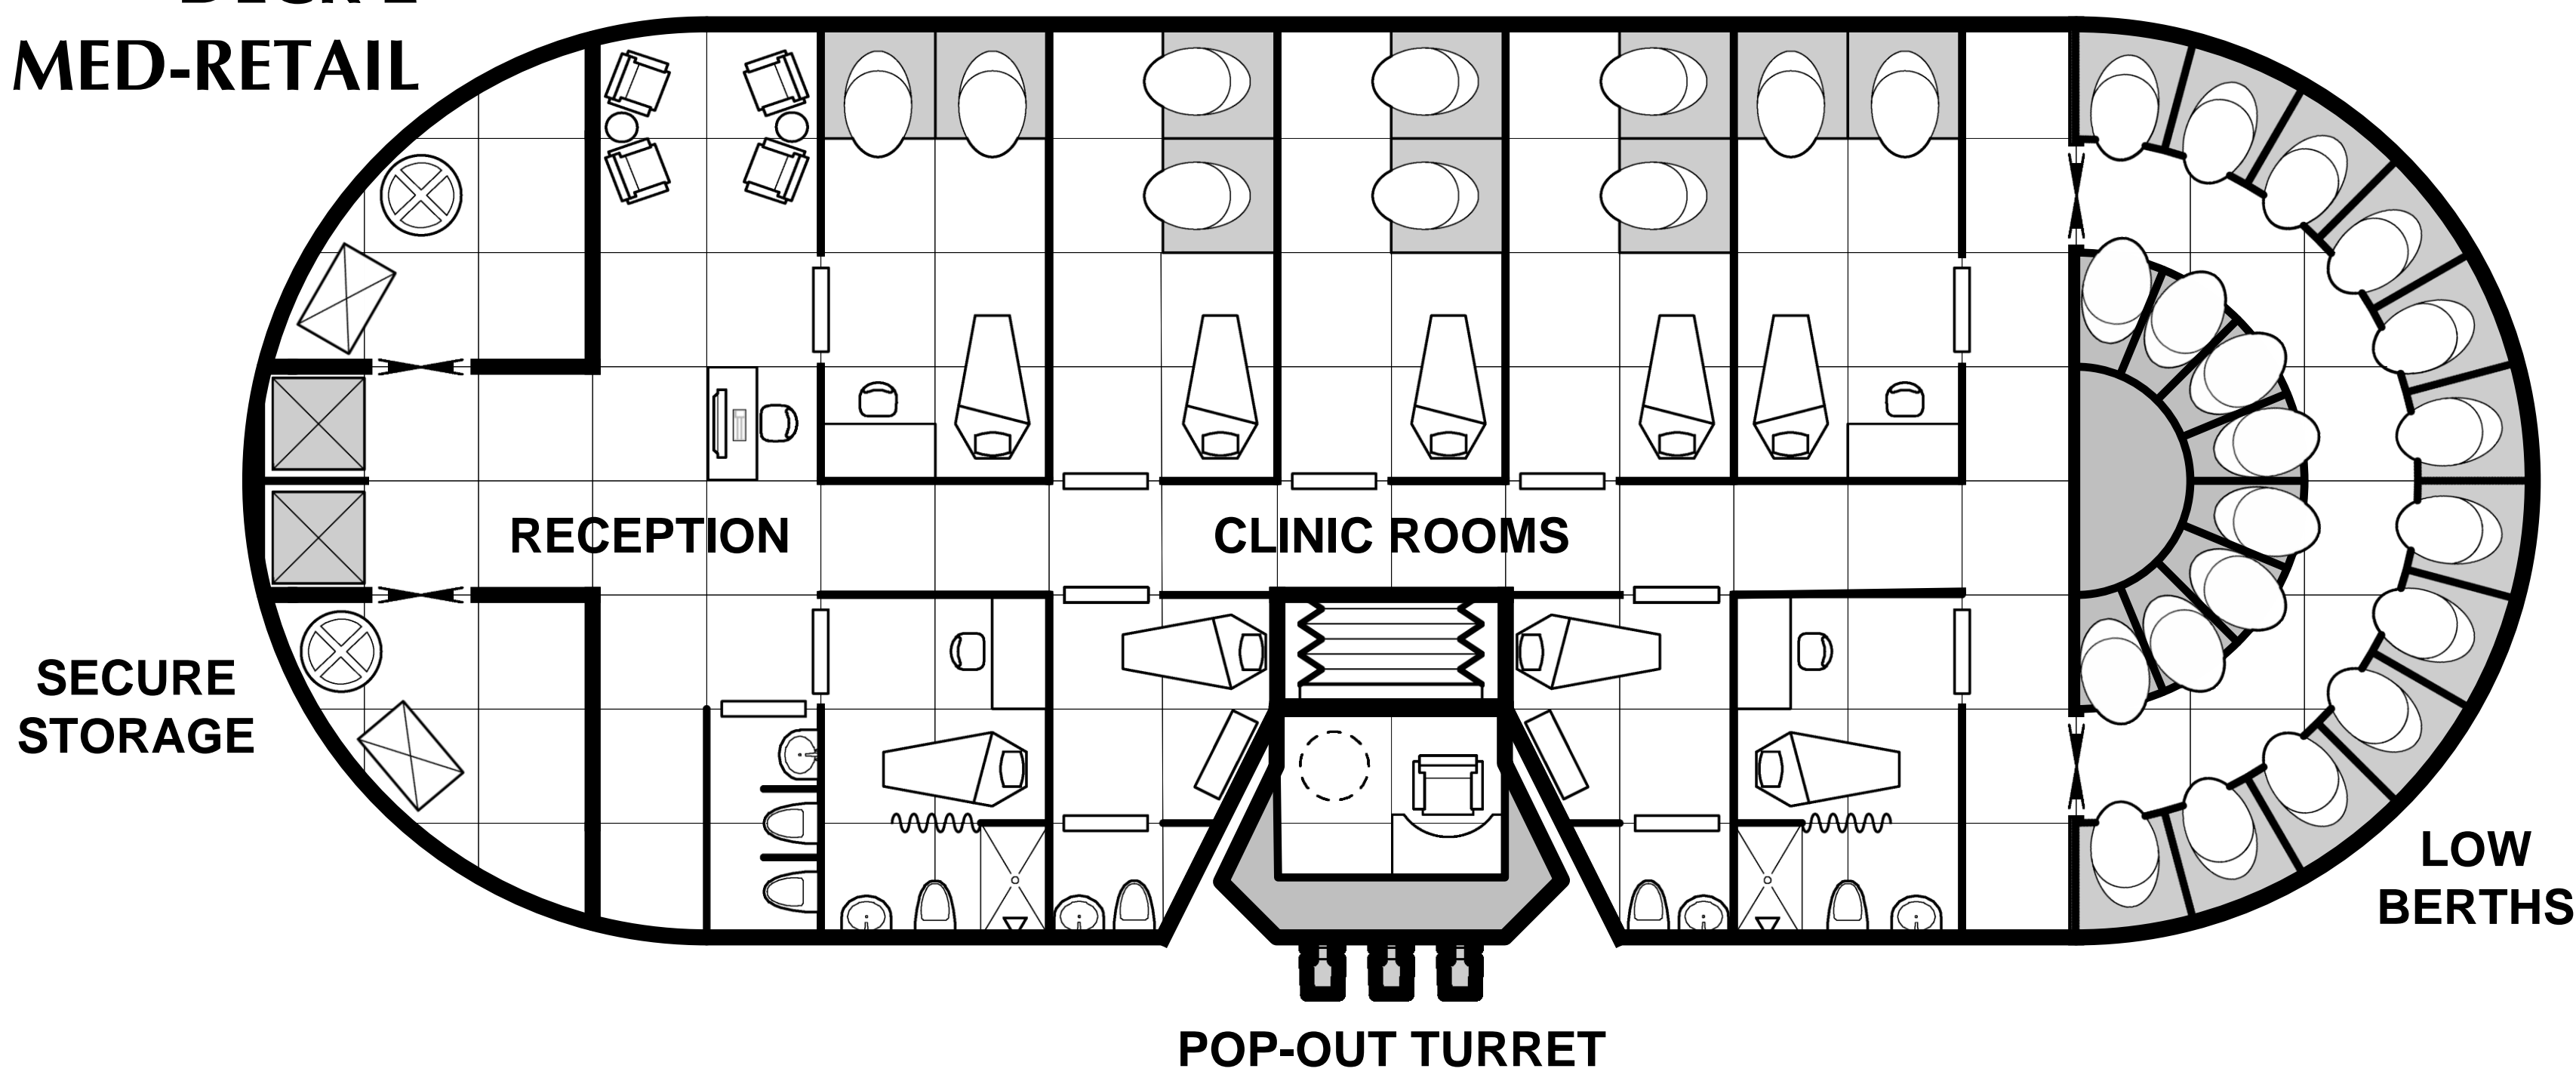 MED-RETAIL
RECEPTION
CLINIC ROOMS
SECURE
STORAGE
LOW
BERTHS
POP-OUT TURRET